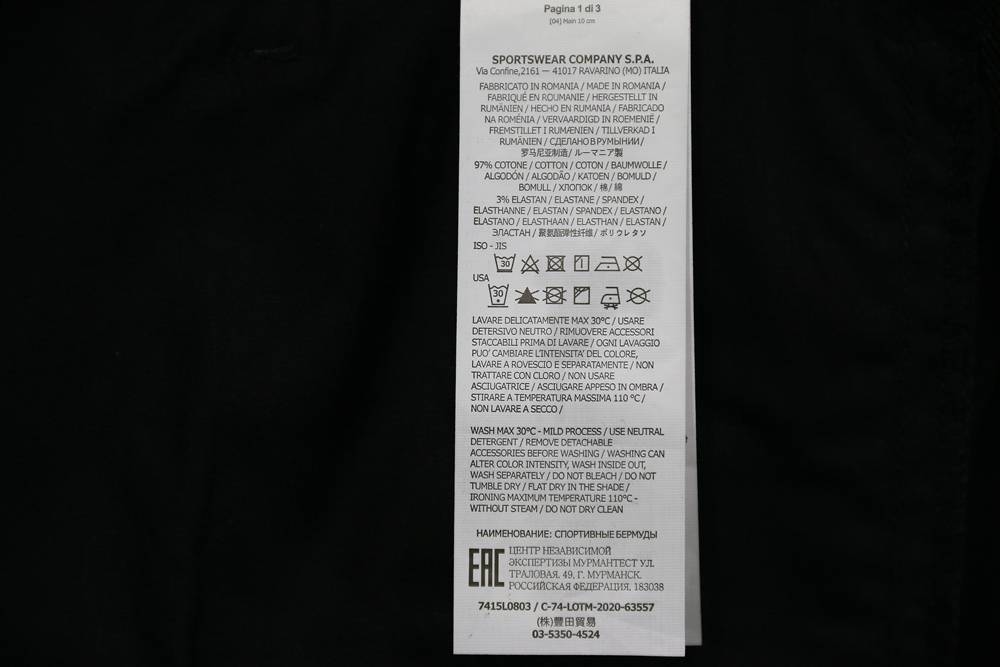 Pagina 1 di 3
[04] Main 10 cm
SPORTSWEAR COMPANY S.P.A.
Via Confine,2161 — 41017 RAVARINO (MO) ITALIA
FABBRICATO IN ROMANIA / MADE IN ROMANIA /
FABRIQUÉ EN ROUMANIE / HERGESTELLT IN
RUMÄNIEN / HECHO EN RUMANIA / FABRICADO
NA ROMÉNIA / VERVAARDIGD IN ROEMENIË /
FREMSTILLET I RUMÆNIEN / TILLVERKAD I
RUMÄNIEN / СДЕЛАНО В РУМЫНИИ /
罗马尼亚制造 / ルーマニア製
97% COTONE / COTTON / COTON / BAUMWOLLE /
ALGODÓN / ALGODÃO / KATOEN / BOMULD /
BOMULL / ХЛОПОК / 棉 / 綿
3% ELASTAN / ELASTANE / SPANDEX /
ELASTHANNE / ELASTAN / SPANDEX / ELASTANO /
ELASTANO / ELASTHAAN / ELASTHAN / ELASTAN /
ЭЛАСТАН / 聚氨酯弹性纤维 / ポリウレタン
ISO - JIS
30
USA
30
LAVARE DELICATAMENTE MAX 30°C / USARE
DETERSIVO NEUTRO / RIMUOVERE ACCESSORI
STACCABILI PRIMA DI LAVARE / OGNI LAVAGGIO
PUO' CAMBIARE L'INTENSITA' DEL COLORE,
LAVARE A ROVESCIO E SEPARATAMENTE / NON
TRATTARE CON CLORO / NON USARE
ASCIUGATRICE / ASCIUGARE APPESO IN OMBRA /
STIRARE A TEMPERATURA MASSIMA 110 °C /
NON LAVARE A SECCO /
WASH MAX 30°C - MILD PROCESS / USE NEUTRAL
DETERGENT / REMOVE DETACHABLE
ACCESSORIES BEFORE WASHING / WASHING CAN
ALTER COLOR INTENSITY, WASH INSIDE OUT,
WASH SEPARATELY / DO NOT BLEACH / DO NOT
TUMBLE DRY / FLAT DRY IN THE SHADE /
IRONING MAXIMUM TEMPERATURE 110°C -
WITHOUT STEAM / DO NOT DRY CLEAN
НАИМЕНОВАНИЕ: СПОРТИВНЫЕ БЕРМУДЫ
EAC
ЦЕНТР НЕЗАВИСИМОЙ
ЭКСПЕРТИЗЫ МУРМАНТЕСТ УЛ.
ТРАЛОВАЯ. 49, Г. МУРМАНСК.
РОССИЙСКАЯ ФЕДЕРАЦИЯ, 183038
7415L0803 / C-74-LOTM-2020-63557
(株)豊田貿易
03-5350-4524